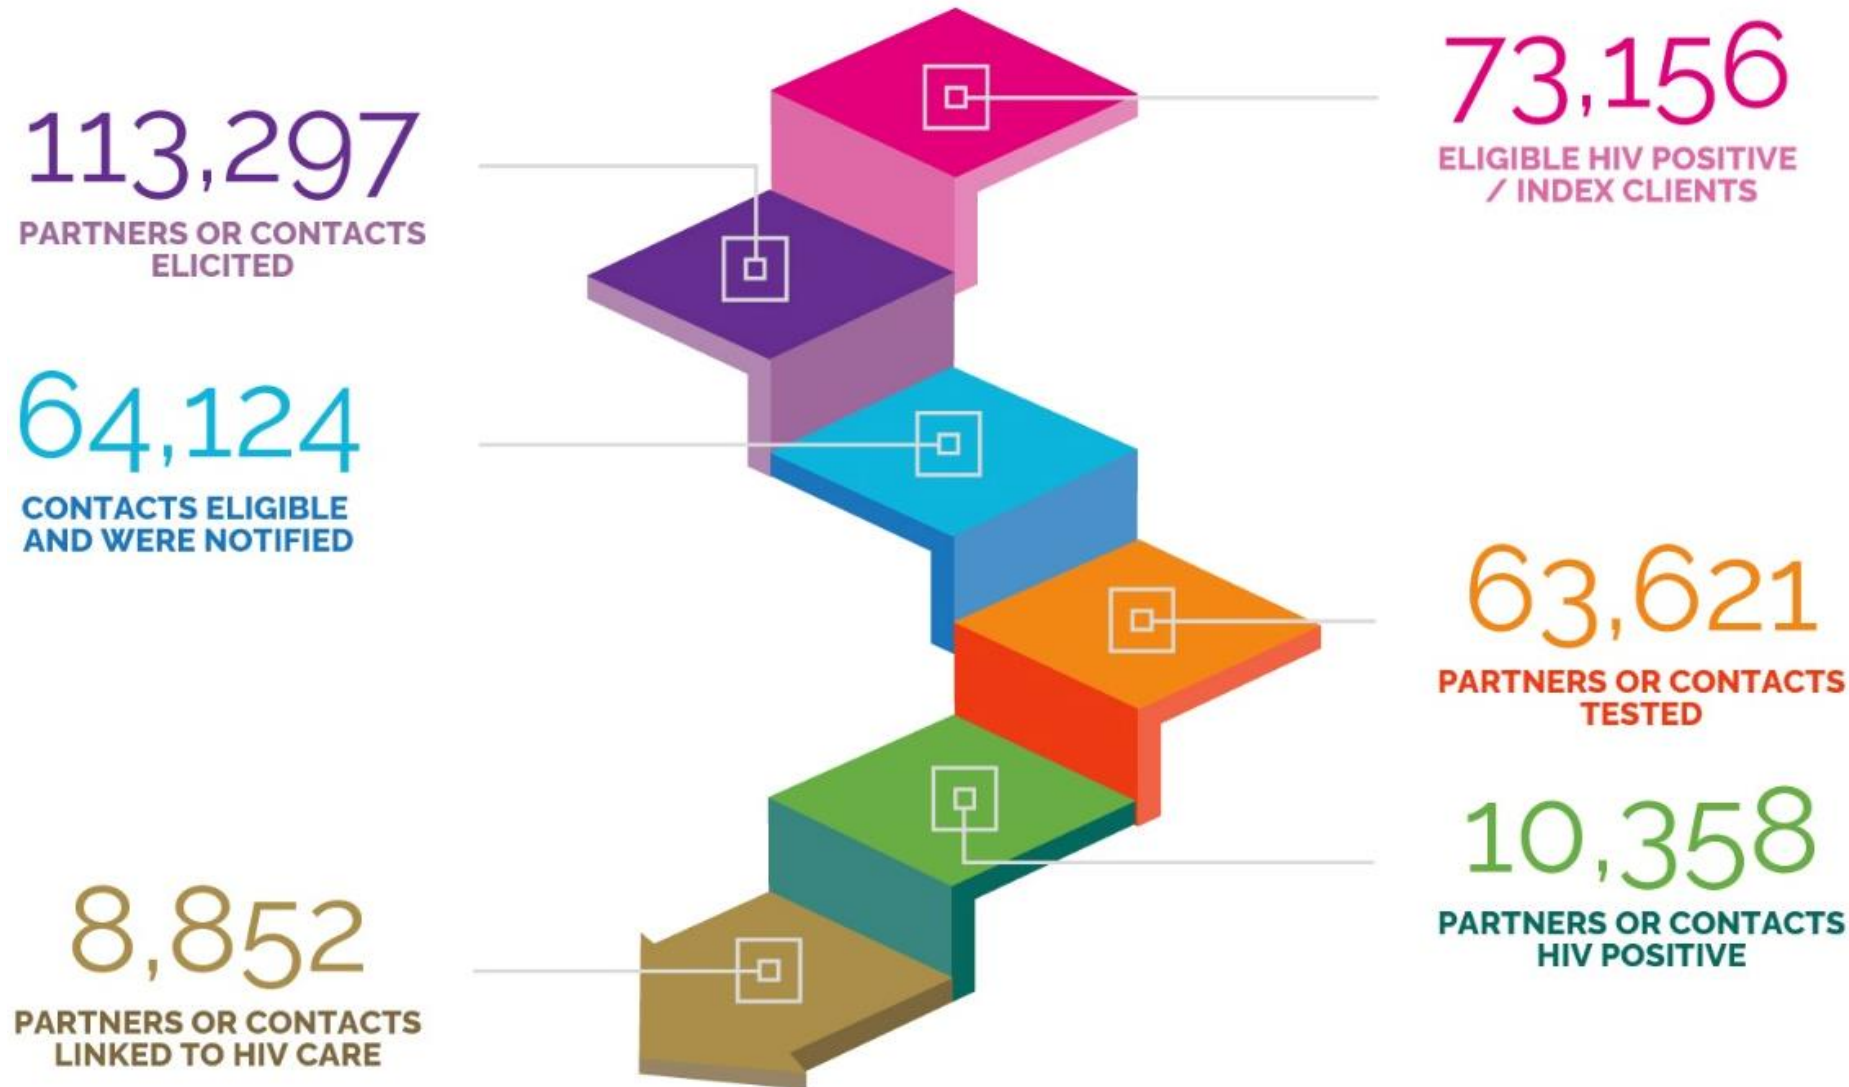 73,156
ELIGIBLE HIV POSITIVE
/ INDEX CLIENTS
113,297
PARTNERS OR CONTACTS
ELICITED
64,124
CONTACTS ELIGIBLE
AND WERE NOTIFIED
63,621
PARTNERS OR CONTACTS
TESTED
10,358
PARTNERS OR CONTACTS
HIV POSITIVE
8,852
PARTNERS OR CONTACTS
LINKED TO HIV CARE